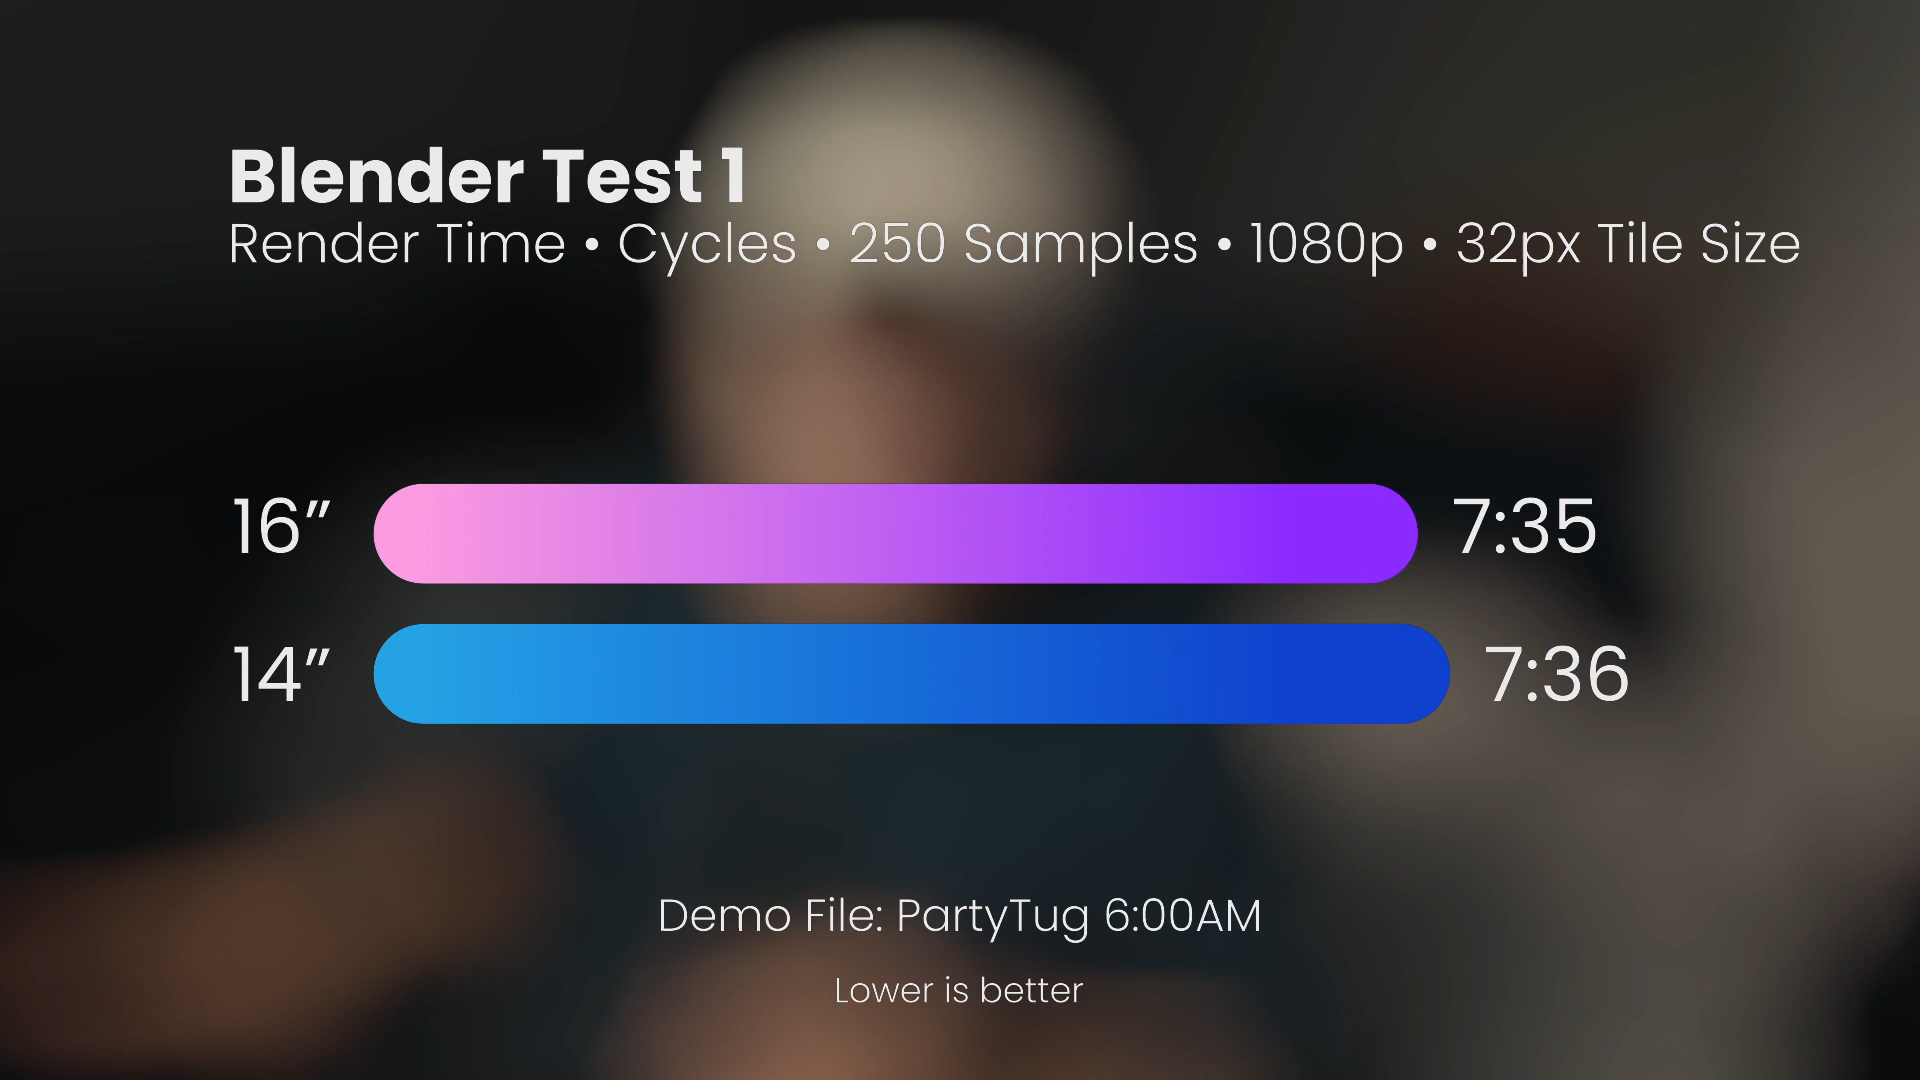 Blender Test 1
Render Time • Cycles • 250 Samples • 1080p • 32px Tile Size
16” 7:35
14” 7:36
Demo File: PartyTug 6:00AM
Lower is better